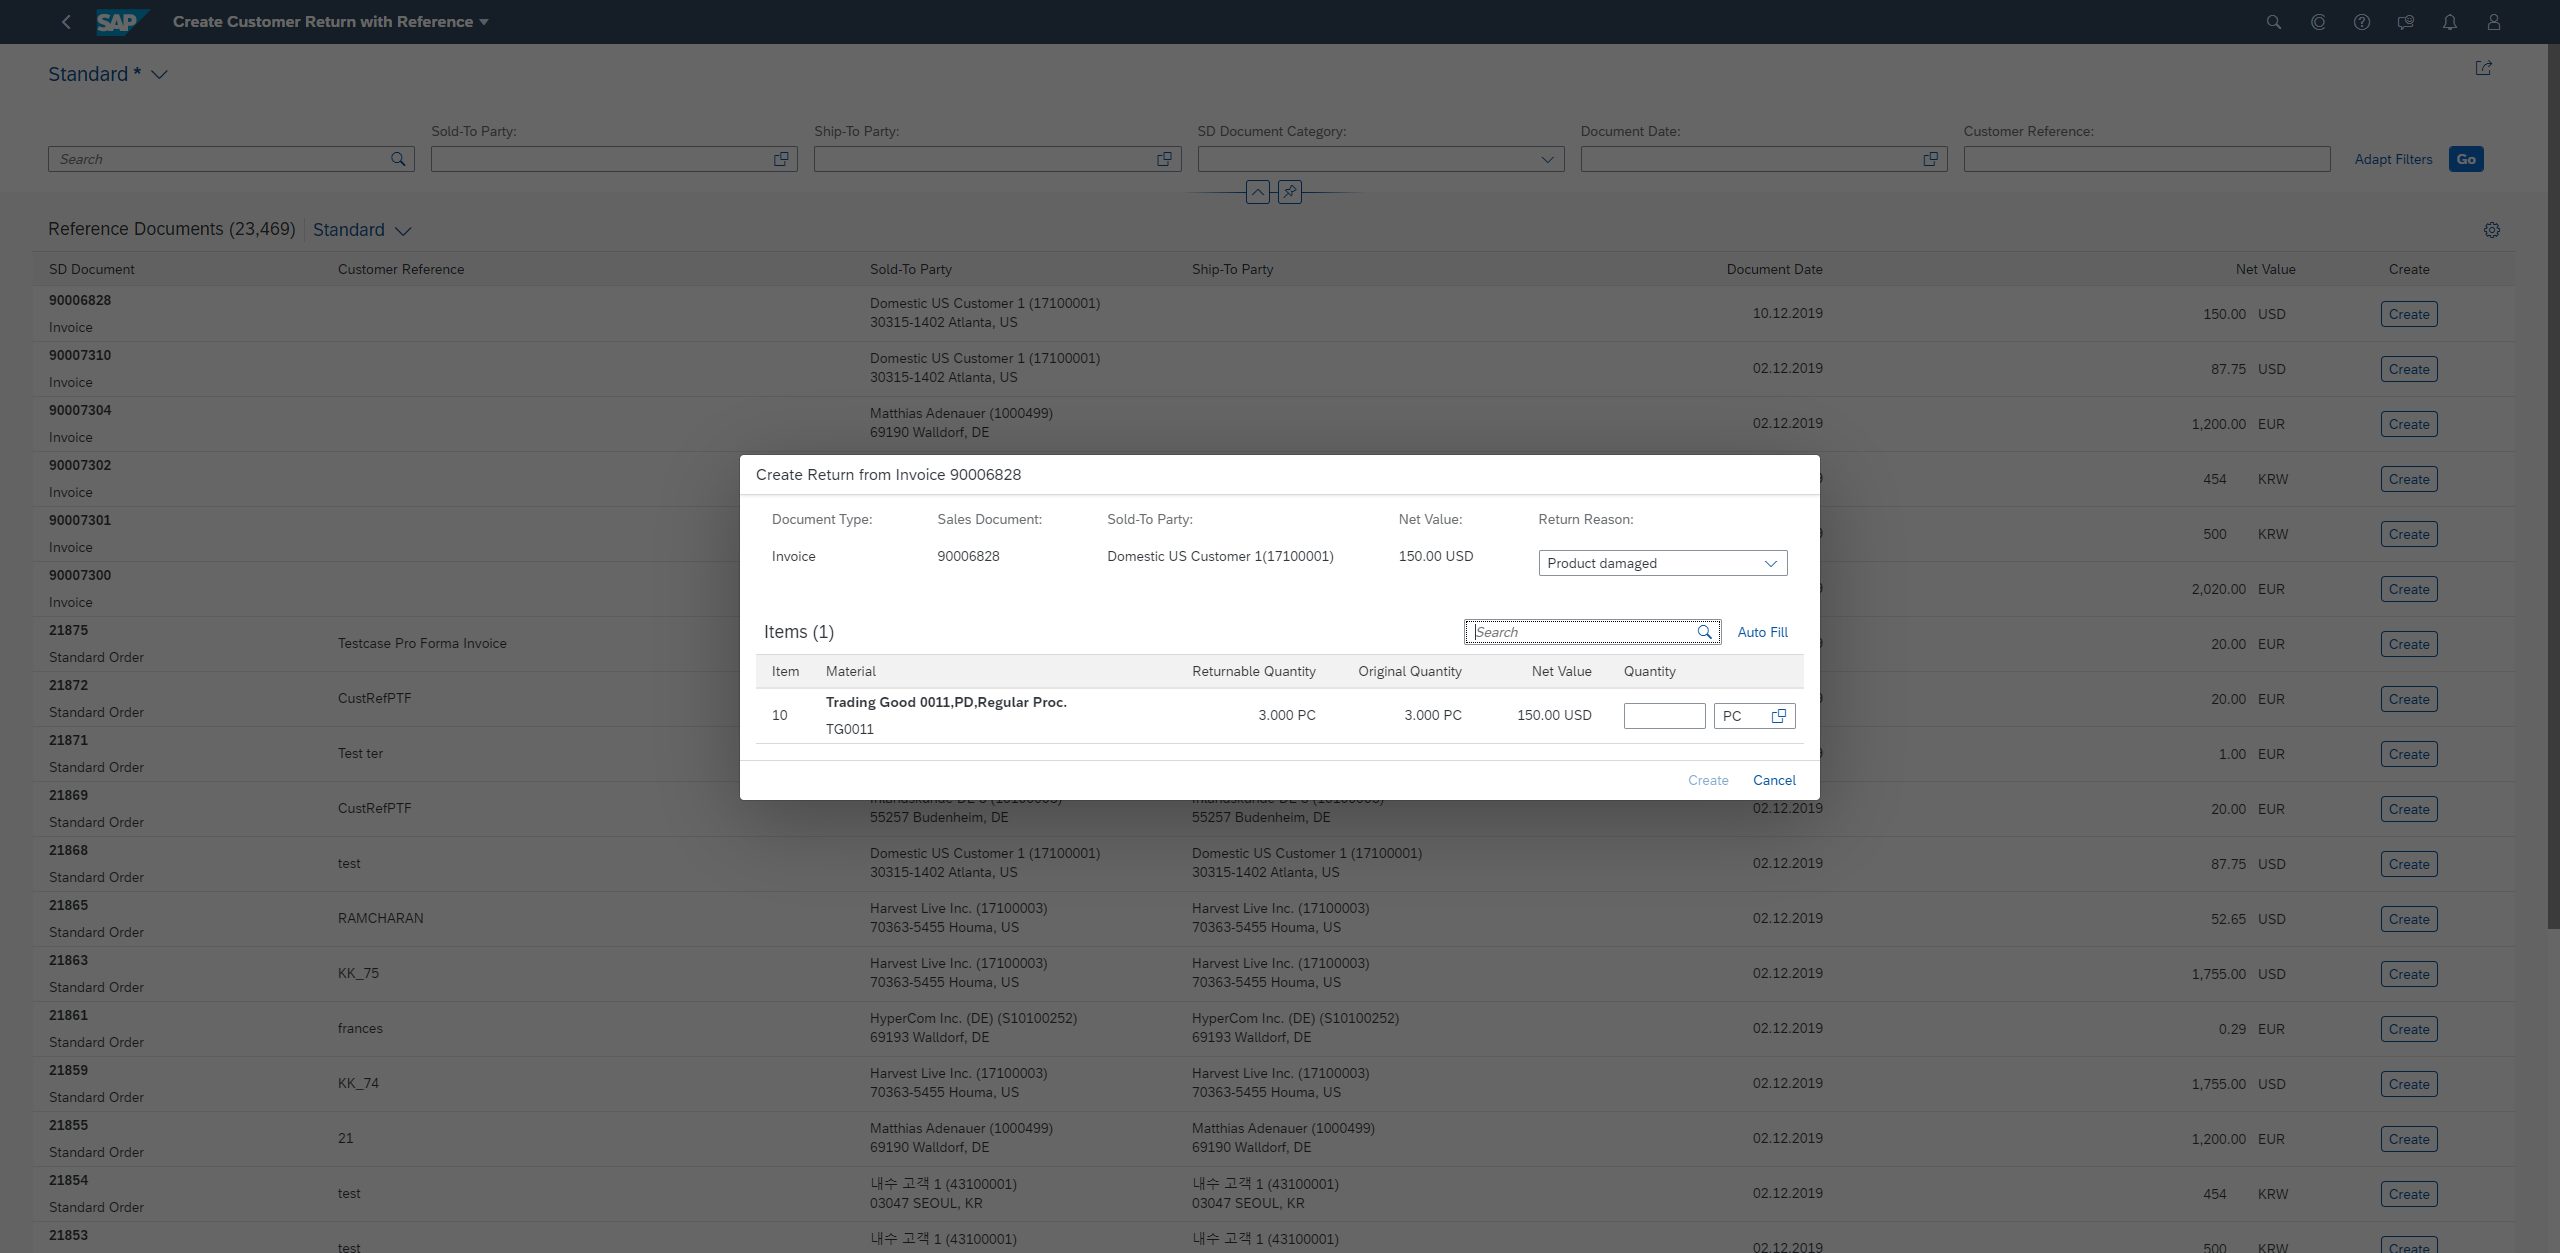 SAP Create Customer Return with Reference
Standard *
Sold-To Party: Ship-To Party: SD Document Category: Document Date: Customer Reference:
Search Adapt Filters Go
Reference Documents (23,469) Standard
SD Document Customer Reference Sold-To Party Ship-To Party Document Date Net Value Create
90006828 Domestic US Customer 1 (17100001)
Invoice 30315-1402 Atlanta, US 10.12.2019 150.00 USD Create
90007310 Domestic US Customer 1 (17100001)
Invoice 30315-1402 Atlanta, US 02.12.2019 87.75 USD Create
90007304 Matthias Adenauer (1000499)
Invoice 69190 Walldorf, DE 02.12.2019 1,200.00 EUR Create
90007302
Invoice 454 KRW Create
90007301
Invoice 500 KRW Create
90007300
Invoice 2,020.00 EUR Create
Create Return from Invoice 90006828
Document Type: Sales Document: Sold-To Party: Net Value: Return Reason:
Invoice 90006828 Domestic US Customer 1(17100001) 150.00 USD Product damaged
Items (1) Search Auto Fill
Item Material Returnable Quantity Original Quantity Net Value Quantity
10 Trading Good 0011,PD,Regular Proc. 3.000 PC 3.000 PC 150.00 USD PC
TG0011
Create Cancel
21875
Standard Order Testcase Pro Forma Invoice 20.00 EUR Create
21872
Standard Order CustRefPTF 20.00 EUR Create
21871
Standard Order Test ter 1.00 EUR Create
21869
Standard Order CustRefPTF 55257 Budenheim, DE 55257 Budenheim, DE 02.12.2019 20.00 EUR Create
21868 Domestic US Customer 1 (17100001) Domestic US Customer 1 (17100001)
Standard Order test 30315-1402 Atlanta, US 30315-1402 Atlanta, US 02.12.2019 87.75 USD Create
21865 Harvest Live Inc. (17100003) Harvest Live Inc. (17100003)
Standard Order RAMCHARAN 70363-5455 Houma, US 70363-5455 Houma, US 02.12.2019 52.65 USD Create
21863 Harvest Live Inc. (17100003) Harvest Live Inc. (17100003)
Standard Order KK_75 70363-5455 Houma, US 70363-5455 Houma, US 02.12.2019 1,755.00 USD Create
21861 HyperCom Inc. (DE) (S10100252) HyperCom Inc. (DE) (S10100252)
Standard Order frances 69193 Walldorf, DE 69193 Walldorf, DE 02.12.2019 0.29 EUR Create
21859 Harvest Live Inc. (17100003) Harvest Live Inc. (17100003)
Standard Order KK_74 70363-5455 Houma, US 70363-5455 Houma, US 02.12.2019 1,755.00 USD Create
21855 Matthias Adenauer (1000499) Matthias Adenauer (1000499)
Standard Order 21 69190 Walldorf, DE 69190 Walldorf, DE 02.12.2019 1,200.00 EUR Create
21854 내수 고객 1 (43100001) 내수 고객 1 (43100001)
Standard Order test 03047 SEOUL, KR 03047 SEOUL, KR 02.12.2019 454 KRW Create
21853 내수 고객 1 (43100001) 내수 고객 1 (43100001)
test 02.12.2019 500 KRW Create